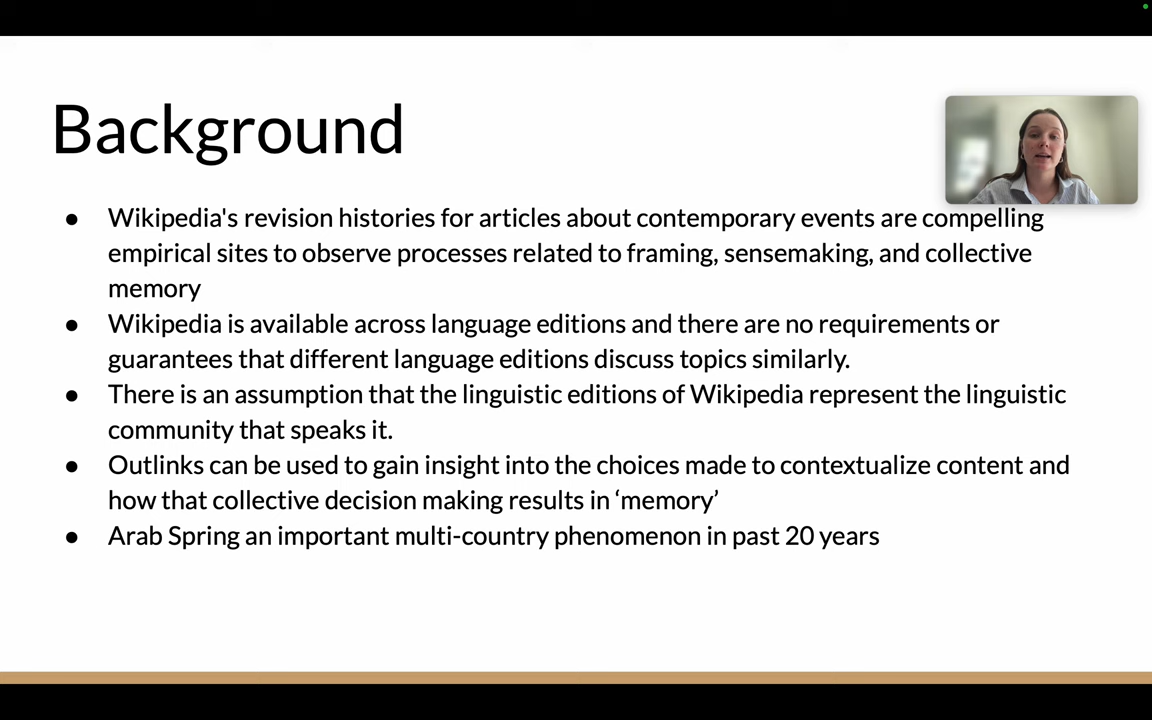 Background
● Wikipedia's revision histories for articles about contemporary events are compelling
empirical sites to observe processes related to framing, sensemaking, and collective
memory
● Wikipedia is available across language editions and there are no requirements or
guarantees that different language editions discuss topics similarly.
● There is an assumption that the linguistic editions of Wikipedia represent the linguistic
community that speaks it.
● Outlinks can be used to gain insight into the choices made to contextualize content and
how that collective decision making results in ‘memory’
● Arab Spring an important multi-country phenomenon in past 20 years